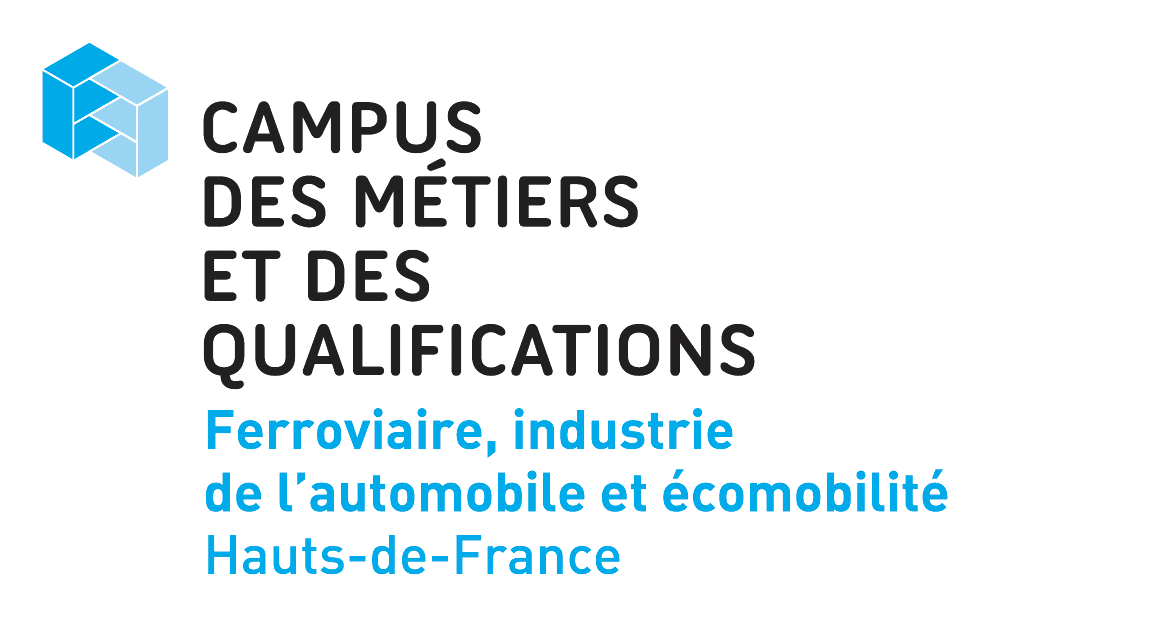 CAMPUS
DES MÉTIERS
ET DES
QUALIFICATIONS
Ferroviaire, industrie
de l’automobile et écomobilité
Hauts-de-France